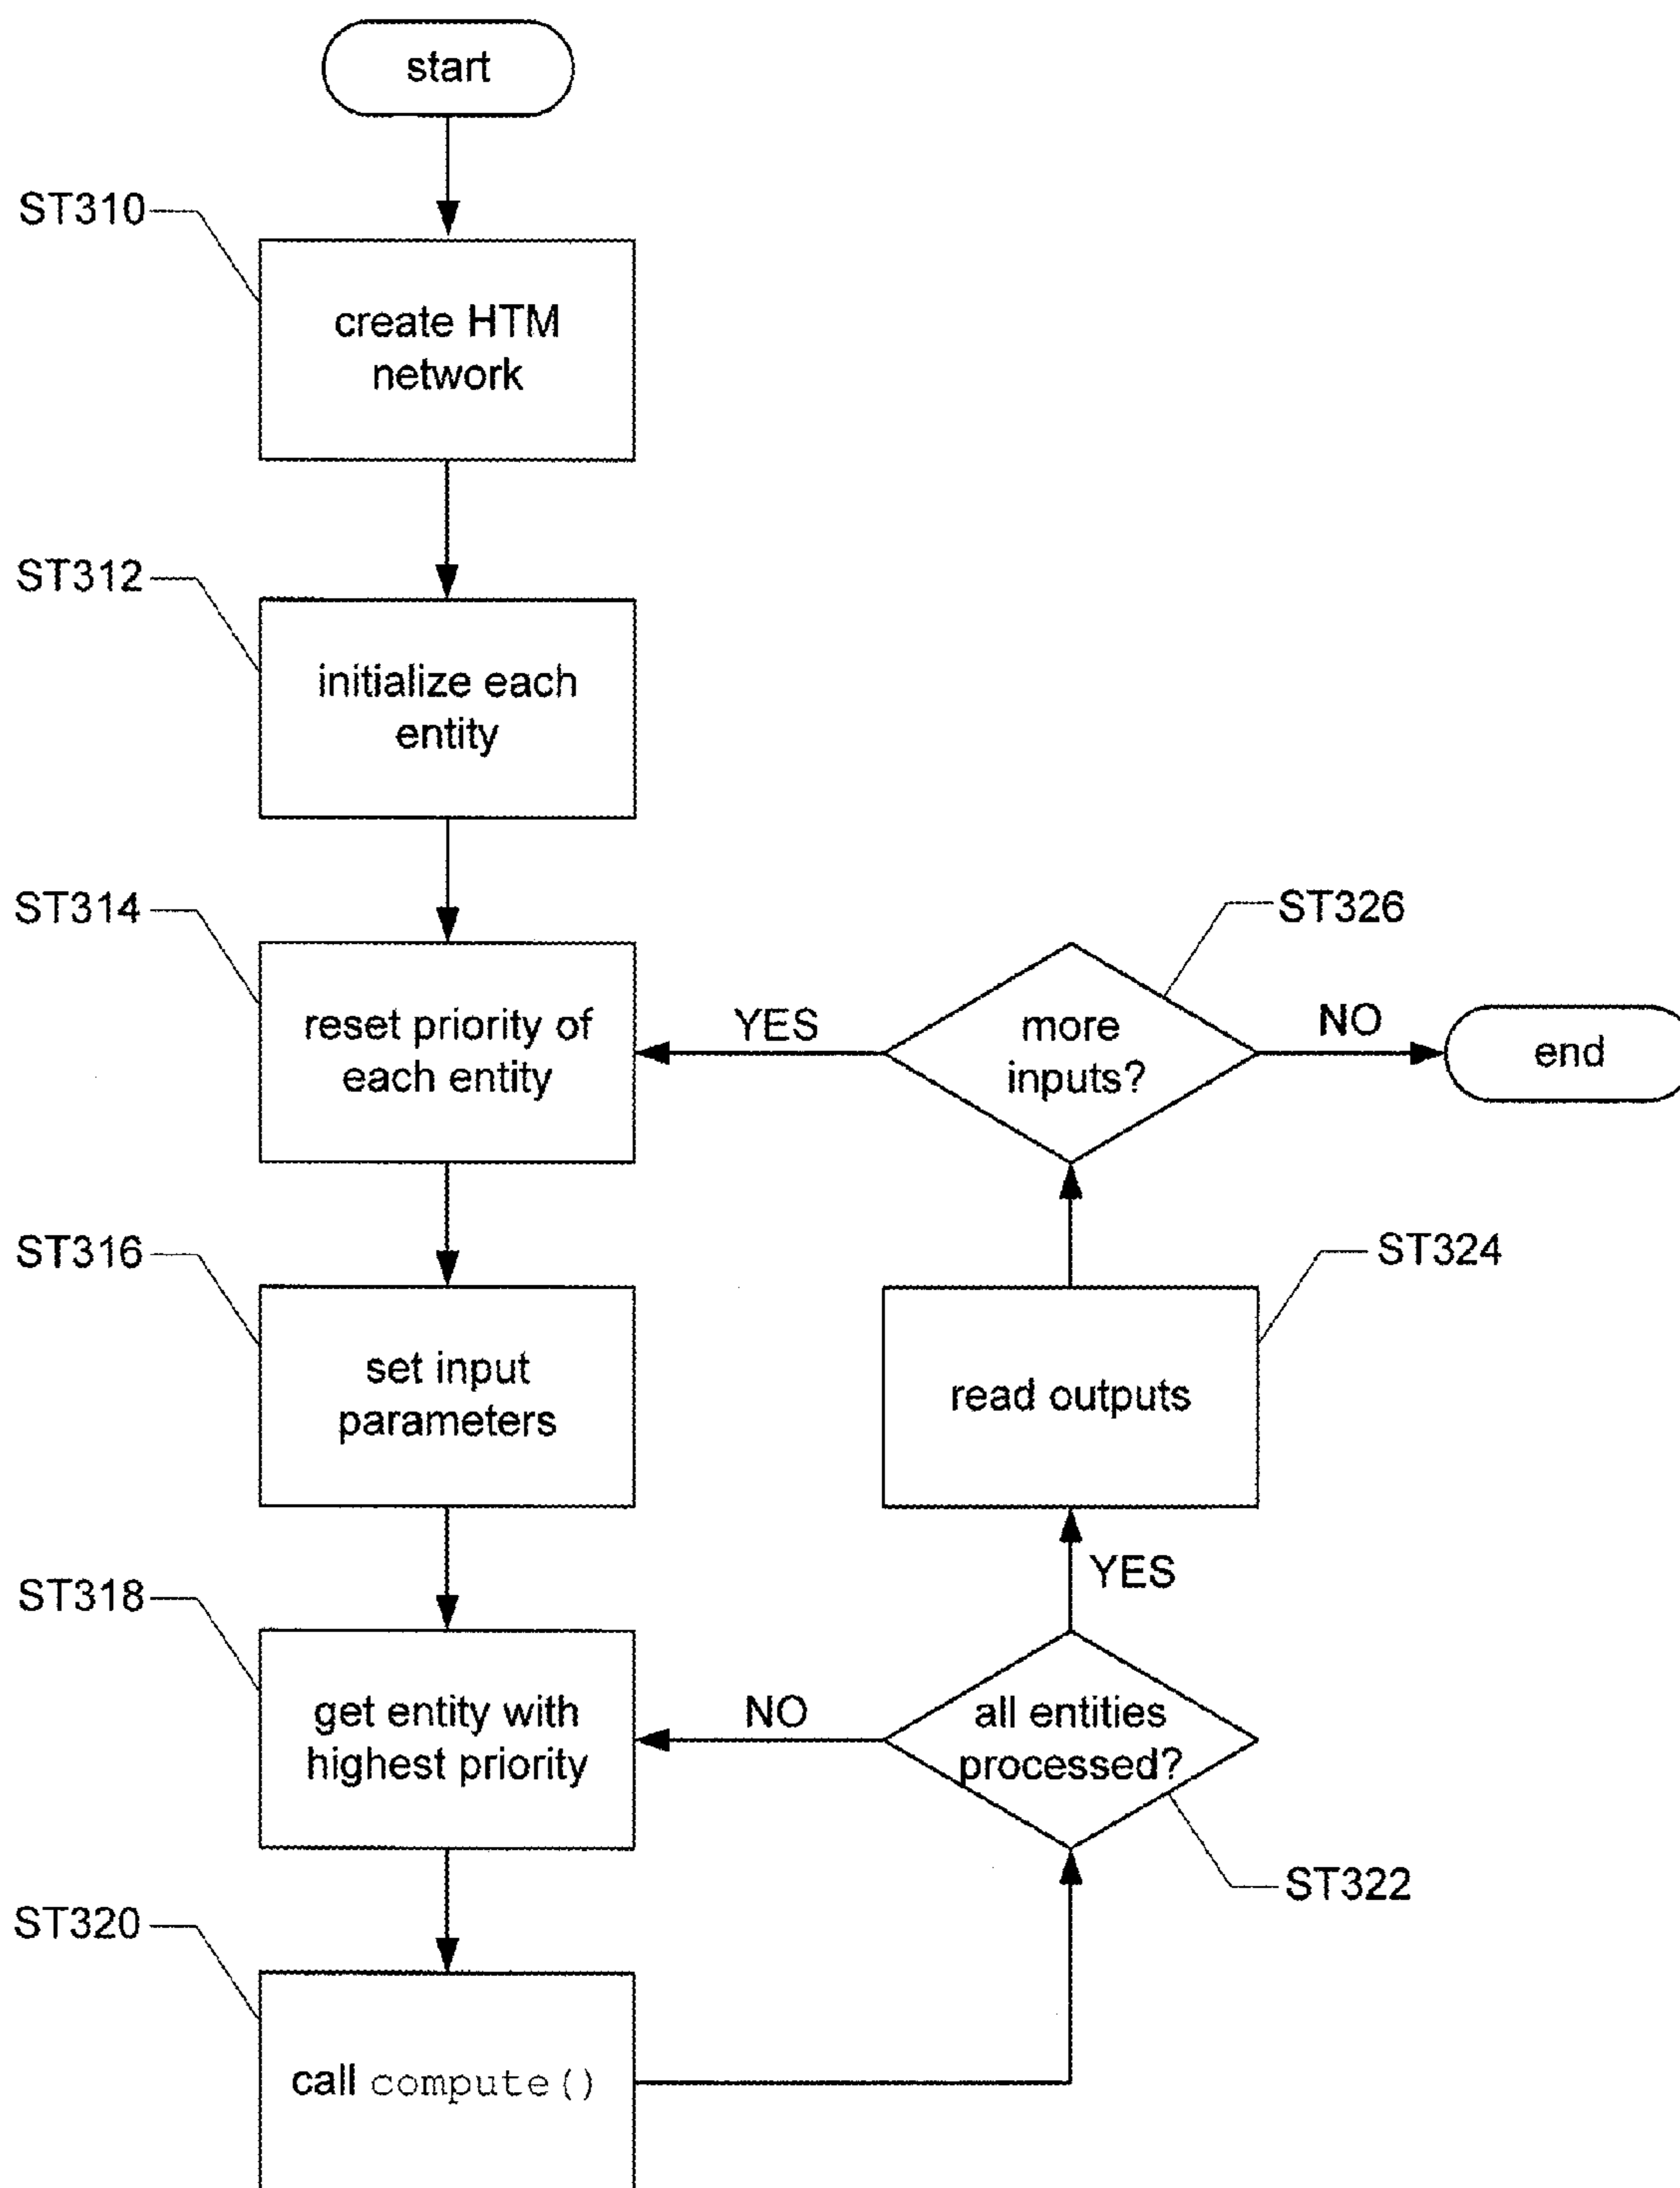 start
ST310
create HTM
network
ST312
initialize each
entity
ST314
reset priority of
each entity
YES
more
inputs?
ST326
NO
end
ST316
set input
parameters
read outputs
ST324
YES
ST318
get entity with
highest priority
NO
all entities
processed?
ST322
ST320
call compute()